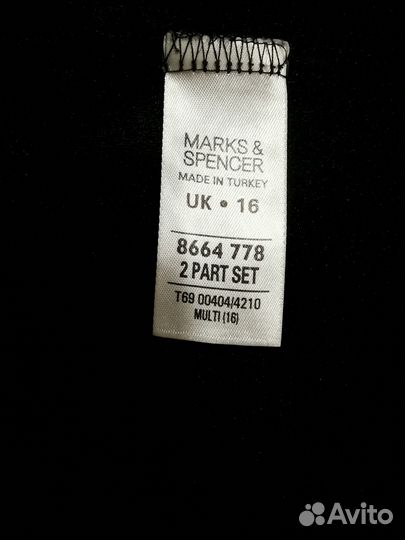 MARKS &
SPENCER
MADE IN TURKEY
UK • 16
8664 778
2 PART SET
T69 00404/4210
MULTI (16)
Avito